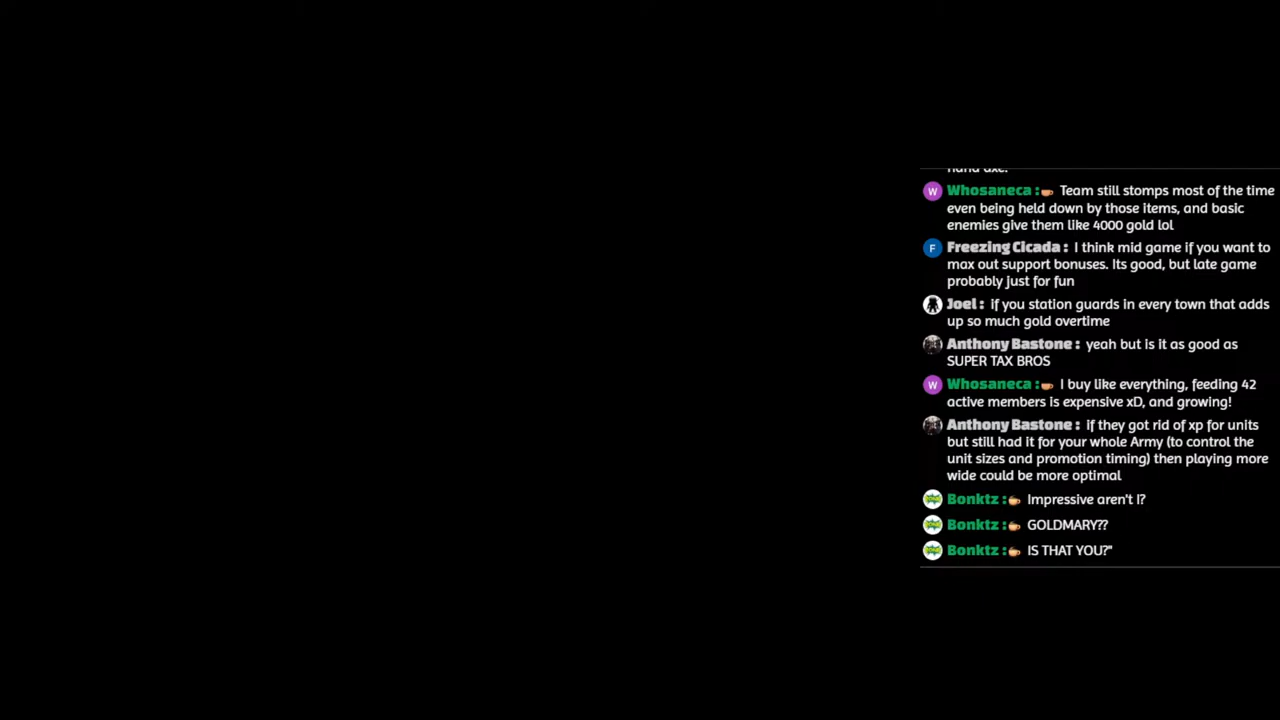 hand axe.
W Whosaneca : Team still stomps most of the time
even being held down by those items, and basic
enemies give them like 4000 gold lol
F Freezing Cicada : I think mid game if you want to
max out support bonuses. Its good, but late game
probably just for fun
Joel : if you station guards in every town that adds
up so much gold overtime
Anthony Bastone : yeah but is it as good as
SUPER TAX BROS
W Whosaneca : I buy like everything, feeding 42
active members is expensive xD, and growing!
Anthony Bastone : if they got rid of xp for units
but still had it for your whole Army (to control the
unit sizes and promotion timing) then playing more
wide could be more optimal
Bonktz : Impressive aren't I?
Bonktz : GOLDMARY??
Bonktz : IS THAT YOU?"